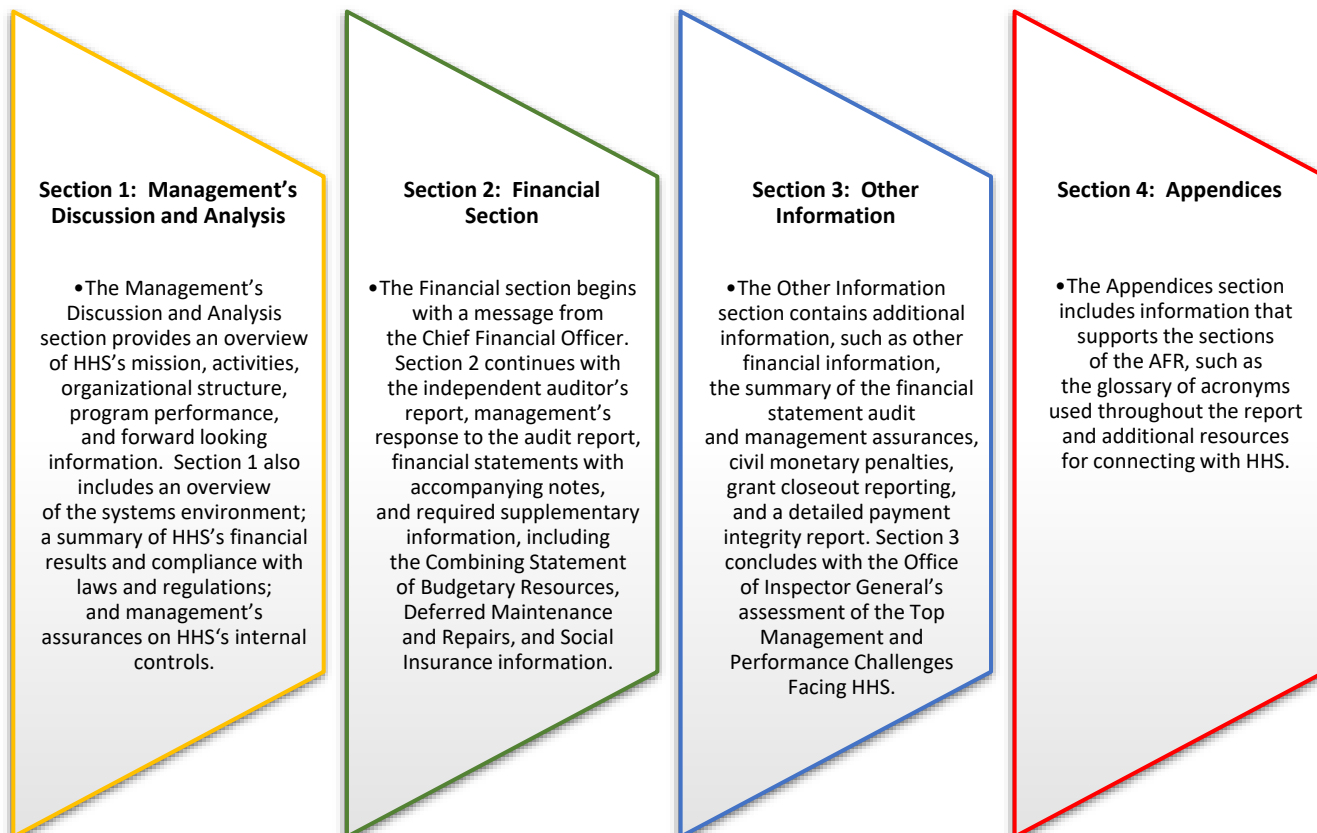 Section 1:  Management’s
Discussion and Analysis
•The Management’s
Discussion and Analysis
section provides an overview
of HHS’s mission, activities,
organizational structure,
program performance,
and forward looking
information.  Section 1 also
includes an overview
of the systems environment;
a summary of HHS’s financial
results and compliance with
laws and regulations;
and management’s
assurances on HHS‘s internal
controls.
Section 2:  Financial
Section
•The Financial section begins
with a message from
the Chief Financial Officer.
Section 2 continues with
the independent auditor’s
report, management’s
response to the audit report,
financial statements with
accompanying notes,
and required supplementary
information, including
the Combining Statement
of Budgetary Resources,
Deferred Maintenance
and Repairs, and Social
Insurance information.
Section 3:  Other
Information
•The Other Information
section contains additional
information, such as other
financial information,
the summary of the financial
statement audit
and management assurances,
civil monetary penalties,
grant closeout reporting,
and a detailed payment
integrity report. Section 3
concludes with the Office
of Inspector General’s
assessment of the Top
Management and
Performance Challenges
Facing HHS.
Section 4:  Appendices
•The Appendices section
includes information that
supports the sections
of the AFR, such as
the glossary of acronyms
used throughout the report
and additional resources
for connecting with HHS.